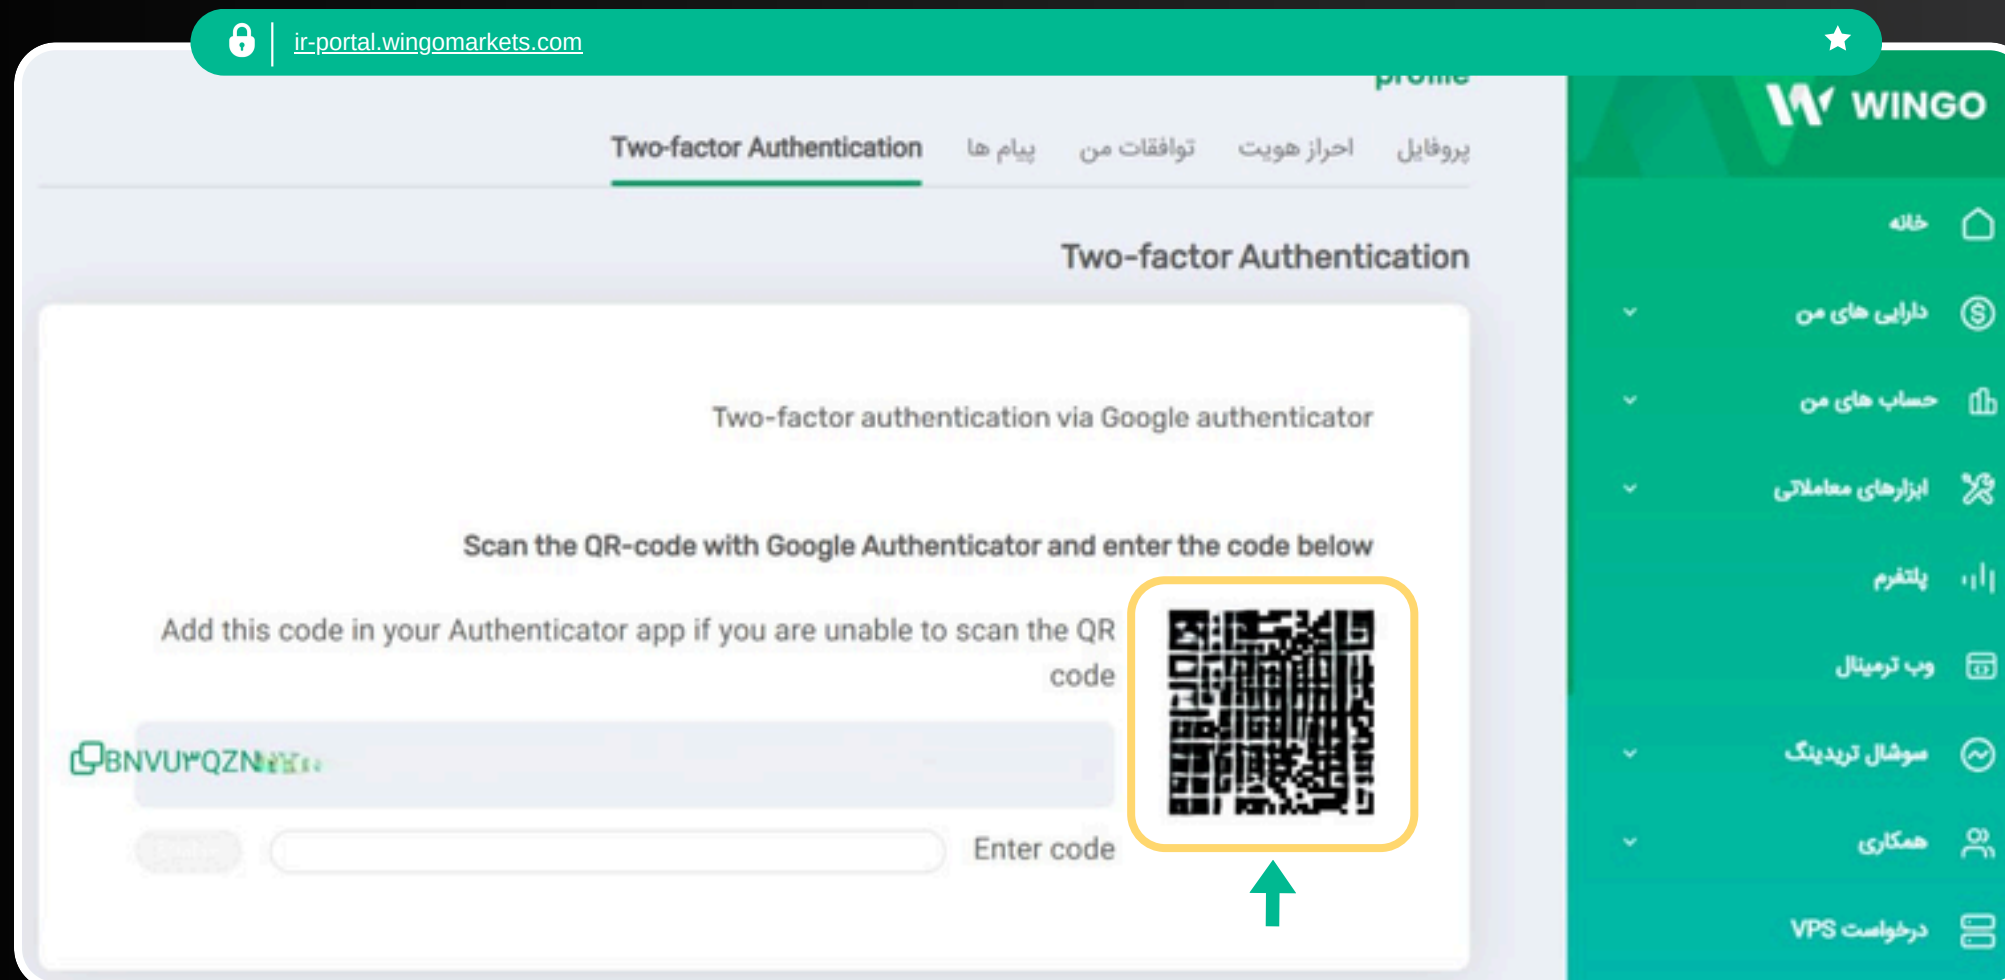 ir-portal.wingomarkets.com
profile
WINGO
پروفایل
احراز هویت
توافقات من
پیام ها
Two-factor Authentication
Two-factor Authentication
Two-factor authentication via Google authenticator
Scan the QR-code with Google Authenticator and enter the code below
Add this code in your Authenticator app if you are unable to scan the QR
code
BNVU۳QZN
Enter code
خانه
دارایی های من
حساب های من
ابزارهای معاملاتی
پلتفرم
وب ترمینال
سوشال تریدینگ
همکاری
درخواست VPS